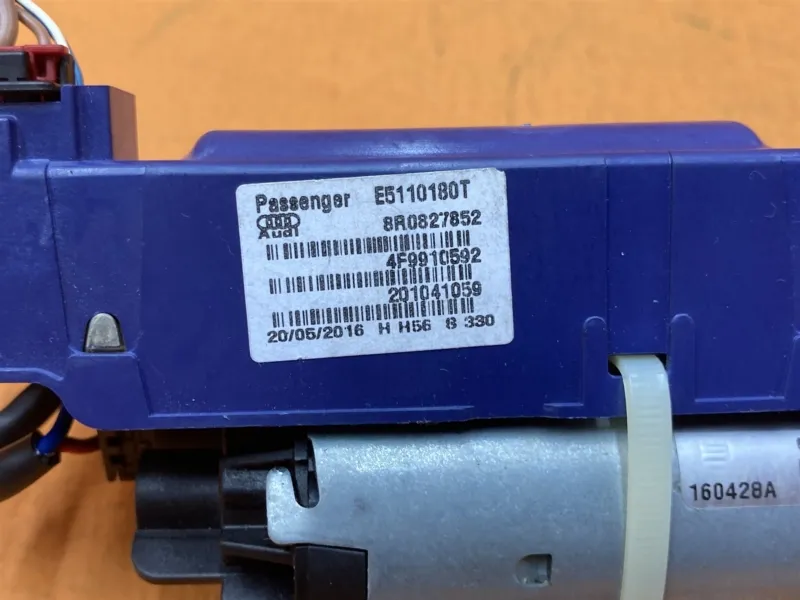 Passenger E5110180T
Audi 8R0827852
4F9910592
201041059
20/05/2016 H H56 8 330
160428A